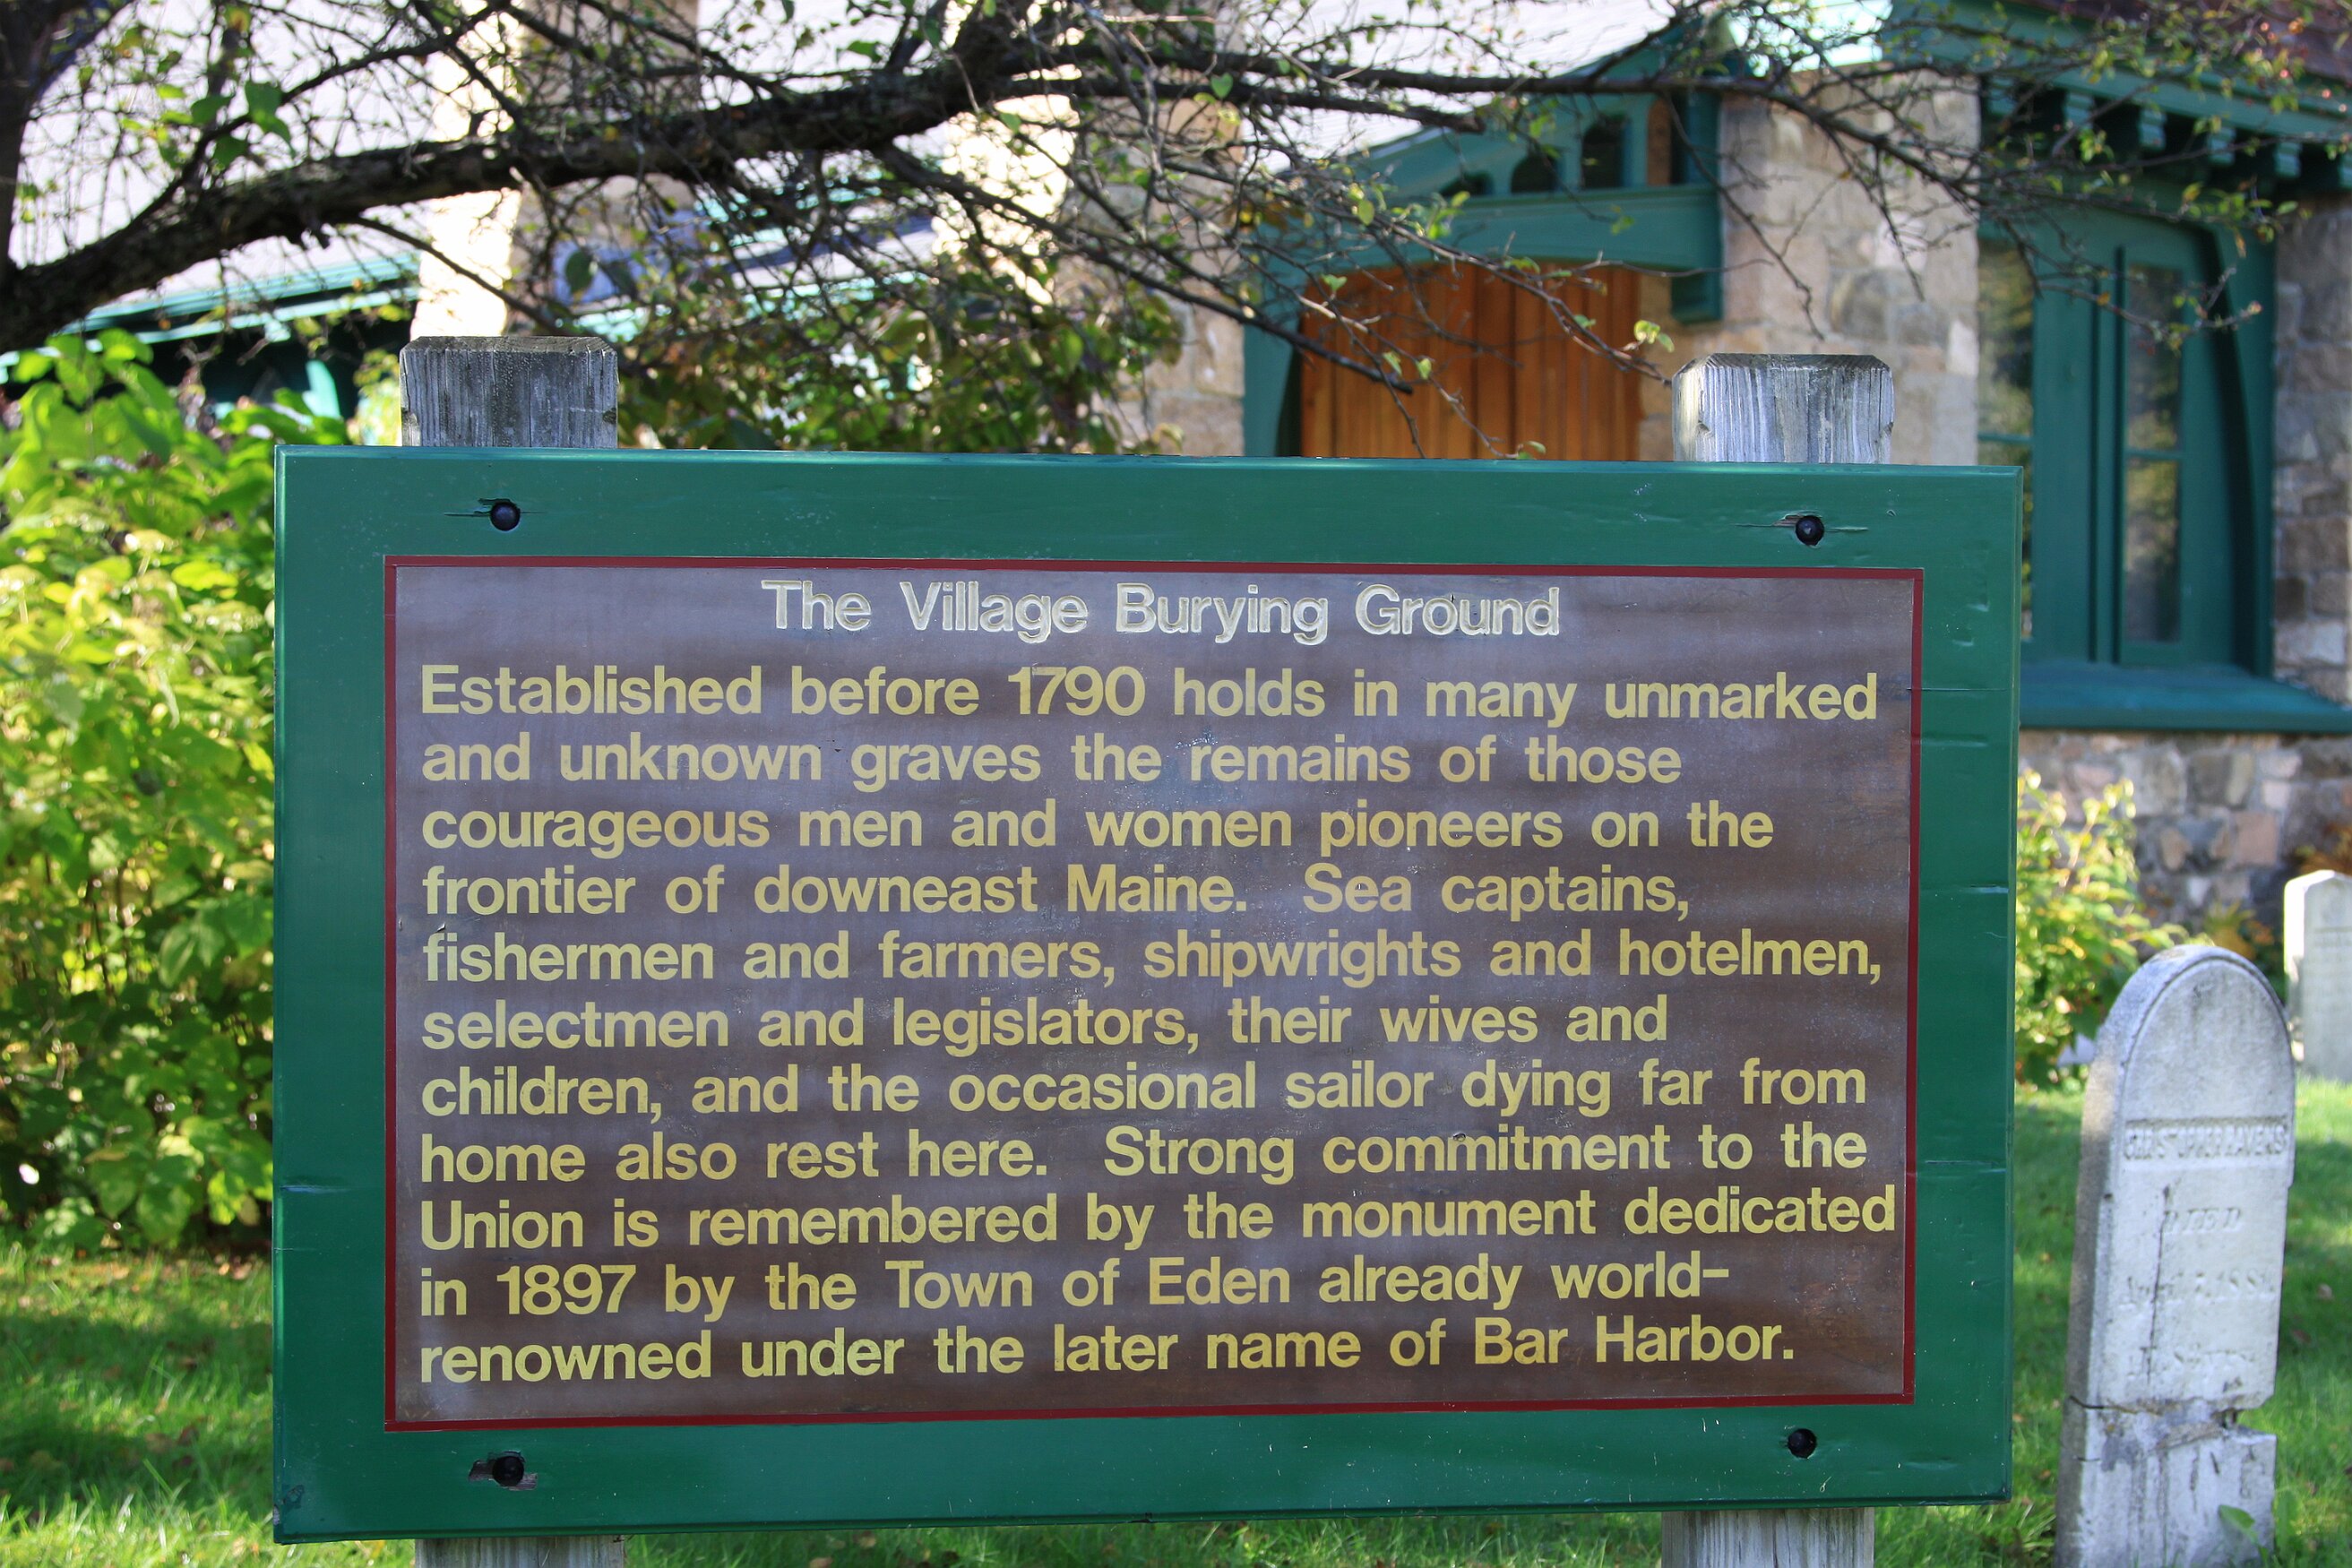 The Village Burying Ground
Established before 1790 holds in many unmarked
and unknown graves the remains of those
courageous men and women pioneers on the
frontier of downeast Maine. Sea captains,
fishermen and farmers, shipwrights and hotelmen,
selectmen and legislators, their wives and
children, and the occasional sailor dying far from
home also rest here. Strong commitment to the
Union is remembered by the monument dedicated
in 1897 by the Town of Eden already world-
renowned under the later name of Bar Harbor.
DIED